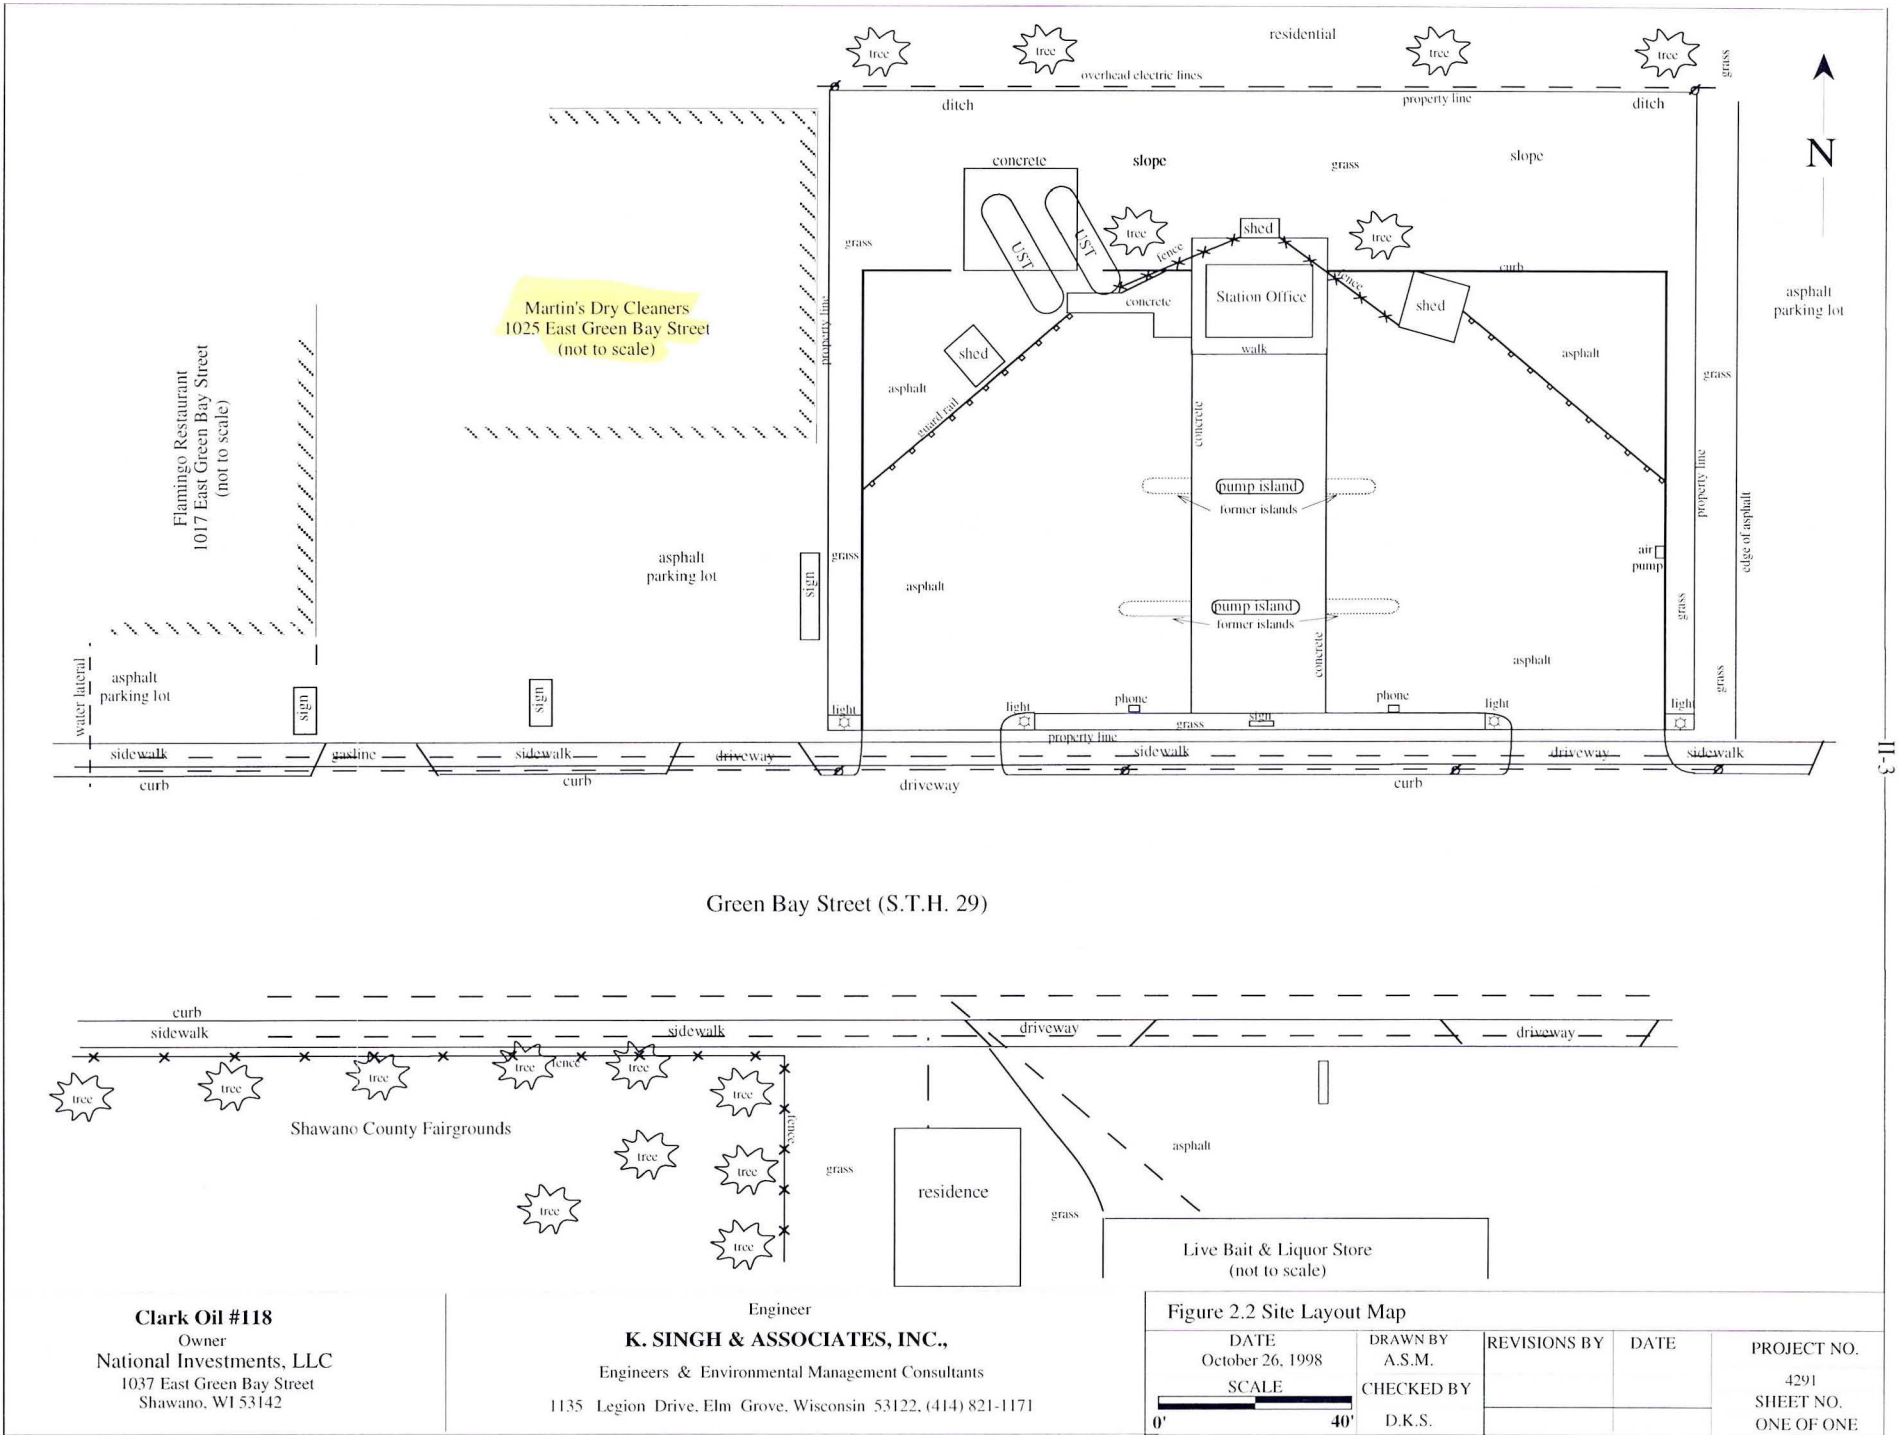 residential
tree
tree
tree
tree
grass
overhead electric lines
property line
ditch
ditch
N
concrete
slope
grass
slope
UST
UST
tree
fence
shed
tree
grass
curb
fence
concrete
Station Office
shed
asphalt
parking lot
Martin's Dry Cleaners
1025 East Green Bay Street
(not to scale)
property line
shed
walk
asphalt
asphalt
grass
guard rail
concrete
Flamingo Restaurant
1017 East Green Bay Street
(not to scale)
pump island
former islands
property line
edge of asphalt
asphalt
parking lot
sign
grass
asphalt
air
pump
pump island
former islands
grass
concrete
asphalt
grass
water lateral
asphalt
parking lot
sign
sign
light
light
phone
grass
sign
phone
light
light
property line
sidewalk
gasline
sidewalk
driveway
sidewalk
driveway
sidewalk
curb
curb
driveway
curb
II-3
Green Bay Street (S.T.H. 29)
curb
sidewalk
sidewalk
driveway
driveway
fence
tree
tree
tree
tree
tree
tree
fence
Shawano County Fairgrounds
tree
tree
tree
tree
grass
residence
grass
asphalt
Live Bait & Liquor Store
(not to scale)
Clark Oil #118
Owner
National Investments, LLC
1037 East Green Bay Street
Shawano, WI 53142
Engineer
K. SINGH & ASSOCIATES, INC.,
Engineers & Environmental Management Consultants
1135 Legion Drive, Elm Grove, Wisconsin 53122, (414) 821-1171
Figure 2.2 Site Layout Map
DATE
October 26, 1998
SCALE
0' 40'
DRAWN BY
A.S.M.
CHECKED BY
D.K.S.
REVISIONS BY
DATE
PROJECT NO.
4291
SHEET NO.
ONE OF ONE